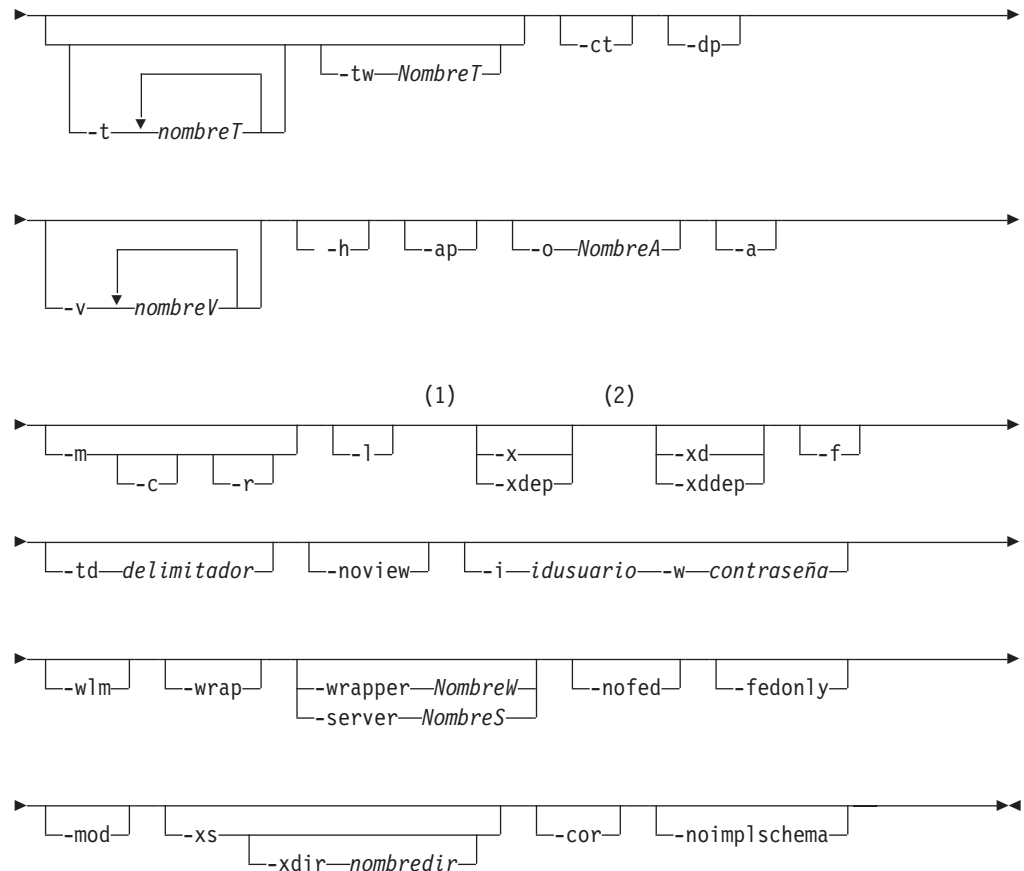 -ct -dp
-tw NombreT
-t nombreT
-h -ap -o NombreA -a
-v nombreV
(1) (2)
-m -l -x -xd -f
-c -r -xdep -xddep
-td delimitador -noview -i idusuario -w contraseña
-wlm -wrap -wrapper NombreW -nofed -fedonly
-server NombreS
-mod -xs -cor -noimplschema
-xdir nombredir